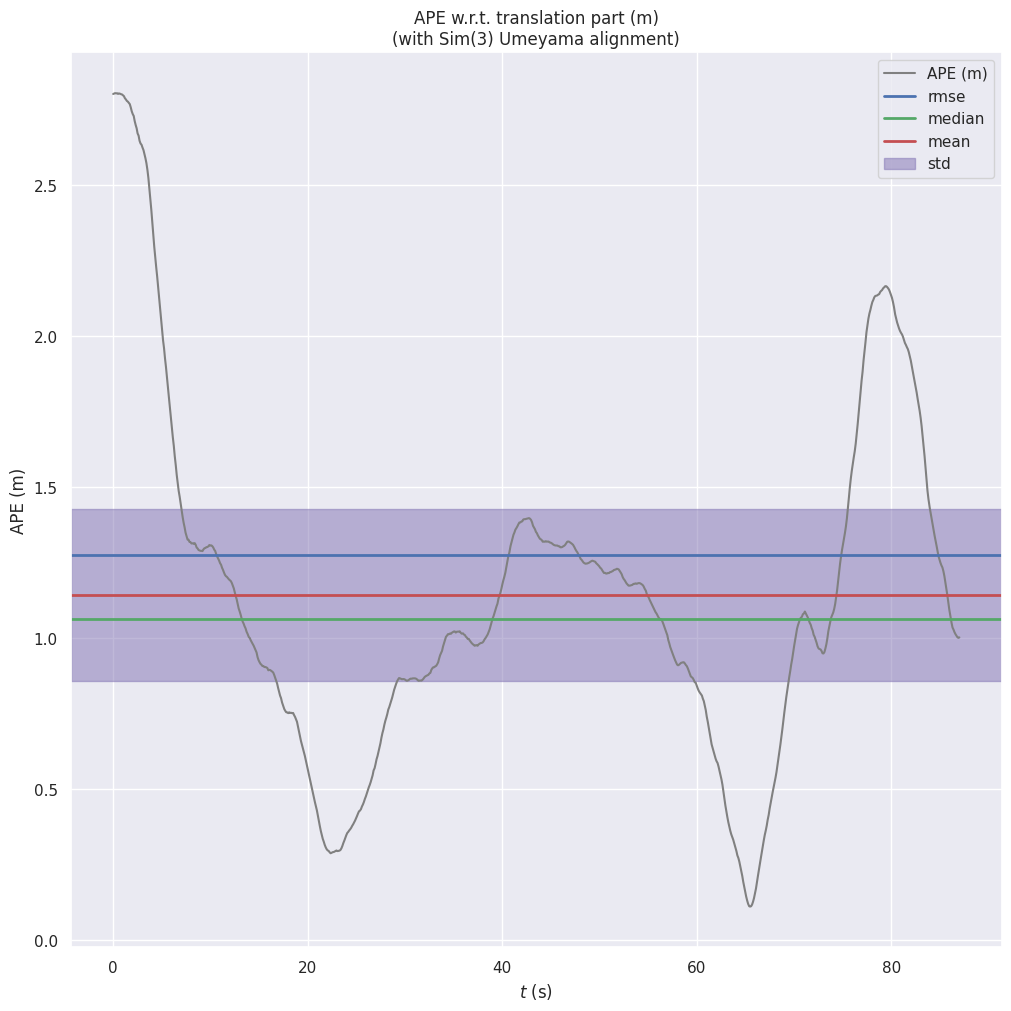 APE w.r.t. translation part (m)
(with Sim(3) Umeyama alignment)
APE (m)
rmse
median
mean
std
2.5
2.0
1.5
1.0
0.5
0.0
APE (m)
0 20 40 60 80
t (s)